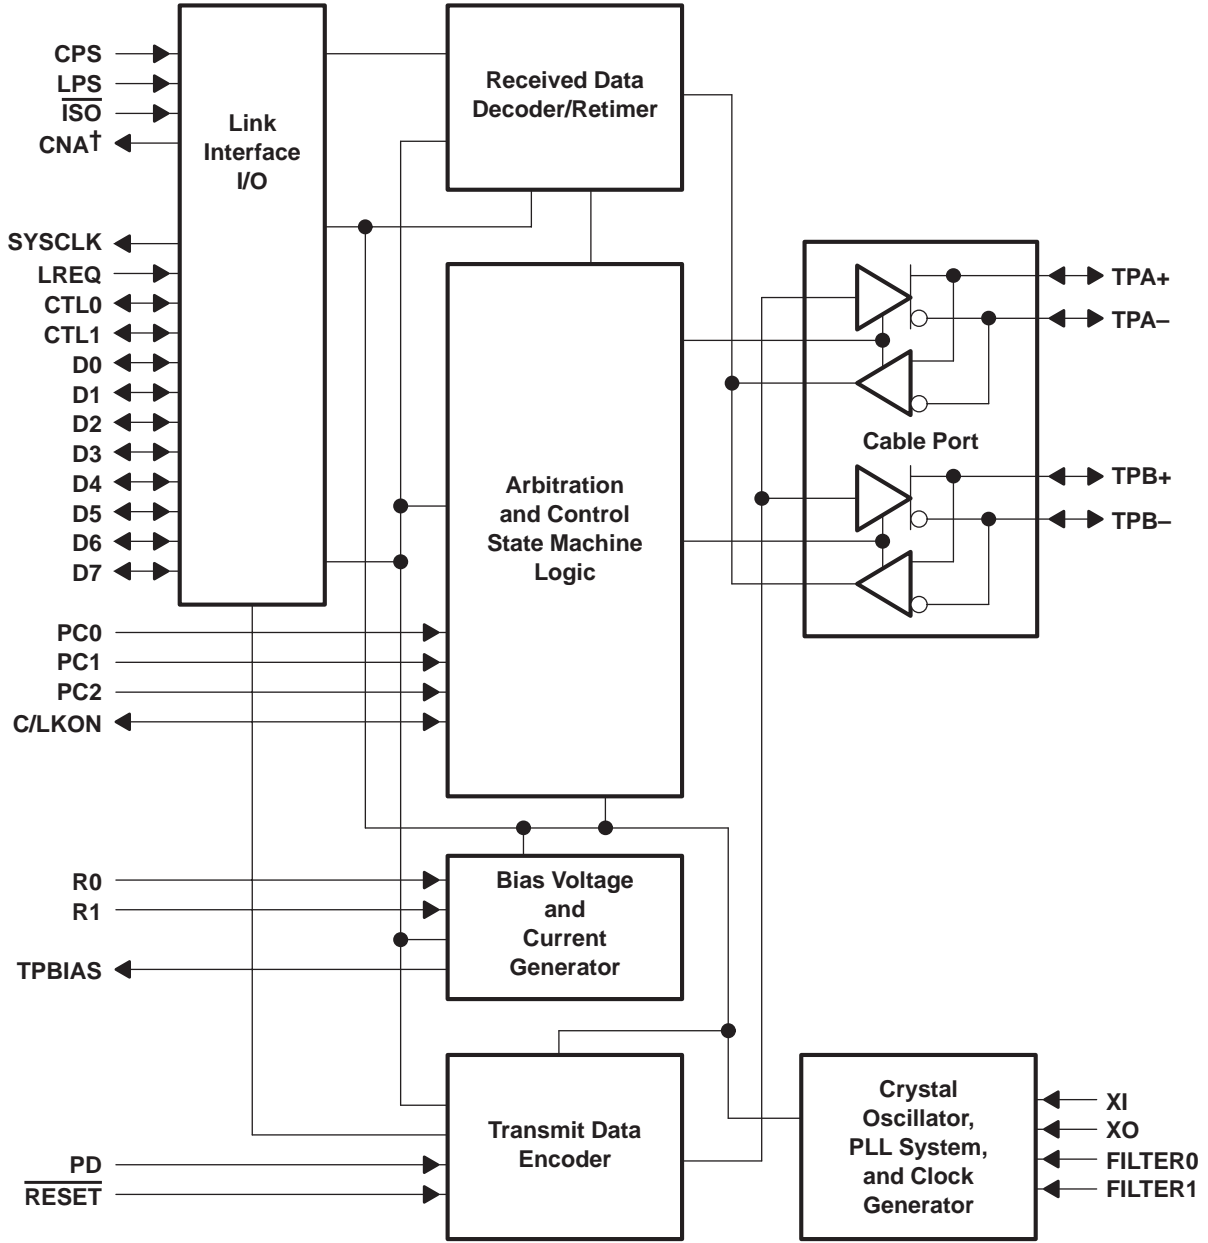 CPS
LPS
ISO
CNA†
SYSCLK
LREQ
CTL0
CTL1
D0
D1
D2
D3
D4
D5
D6
D7
PC0
PC1
PC2
C/LKON
R0
R1
TPBIAS
PD
RESET
Link
Interface
I/O
Received Data
Decoder/Retimer
Arbitration
and Control
State Machine
Logic
Bias Voltage
and
Current
Generator
Transmit Data
Encoder
Cable Port
TPA+
TPA–
TPB+
TPB–
Crystal
Oscillator,
PLL System,
and Clock
Generator
XI
XO
FILTER0
FILTER1